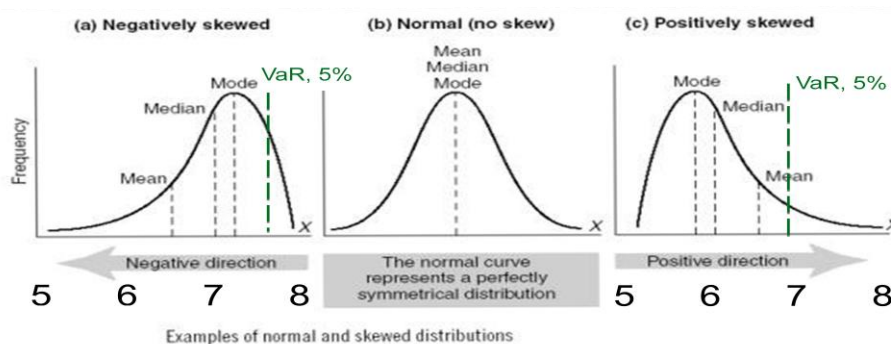 (a) Negatively skewed
(b) Normal (no skew)
(c) Positively skewed
VaR, 5%
Mode
Median
Mean
Frequency
X
Mean
Median
Mode
Mode
Median
Mean
VaR, 5%
X
X
Negative direction
The normal curve
represents a perfectly
symmetrical distribution
Positive direction
5 6 7 8 5 6 7 8
Examples of normal and skewed distributions